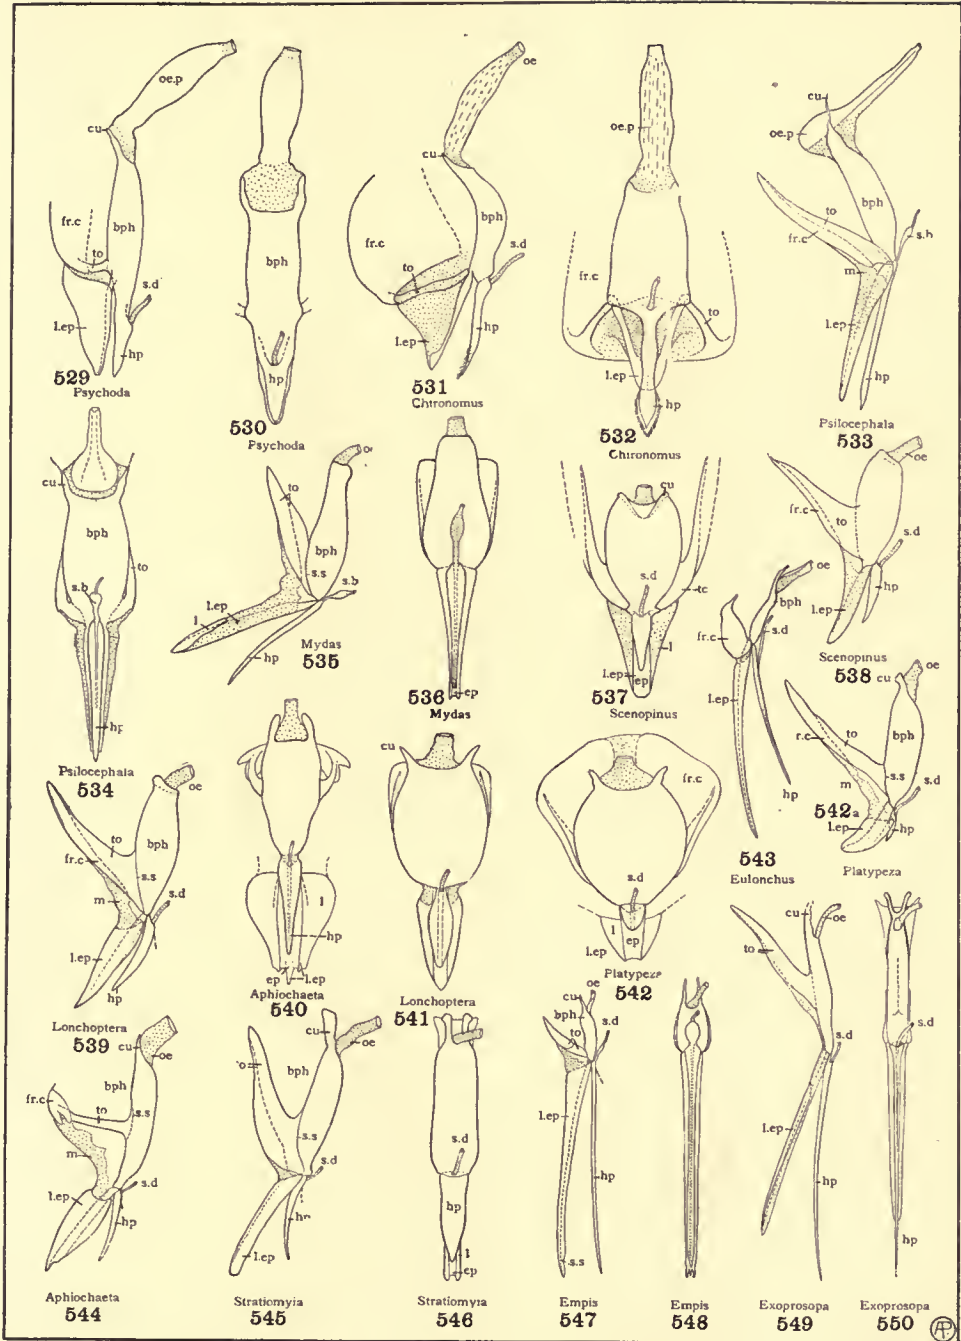 oe.p
cu
bph
fr.c
to
s.d
l.ep
hp
529
Psychoda
bph
hp
530
Psychoda
oe
cu
fr.c
bph
to
s.d
l.ep
hp
531
Chironomus
oe.p
fr.c
to
l.ep
hp
532
Chironomus
cu
oe.p
to
bph
fr.c
s.b
m
l.ep
hp
Psilocephala
533
cu
bph
to
s.b
hp
Psilocephala
534
to
bph
s.s
s.b
l.ep
l
hp
Mydas
535
536
ep
Mydas
cu
s.d
l
l.ep
ep
537
Scenopinus
oe
fr.c
to
s.d
hp
l.ep
Scenopinus
538
oe
to
bph
fr.c
s.s
m
s.d
l.ep
hp
Lonchoptera
539
l
hp
ep
l.ep
Aphiochaeta
540
cu
Lonchoptera
541
fr.c
s.d
l
ep
l.ep
542
oe
bph
s.d
fr.c
l.ep
hp
543
Eulonchus
cu
oe
bph
r.c
to
s.s
m
s.d
542a
l.ep
hp
Platypeza
cu
oe
bph
fr.c
to
s.s
m
s.d
l.ep
hp
Aphiochaeta
544
cu
oe
bph
s.s
s.d
l.ep
Stratiomyia
545
s.d
hp
l
ep
Stratiomyia
546
oe
cu
bph
to
s.d
l.ep
hp
s.s
Empis
547
Empis
548
cu
oe
to
s.d
l.ep
hp
Exoprosopa
549
s.d
hp
Exoprosopa
550